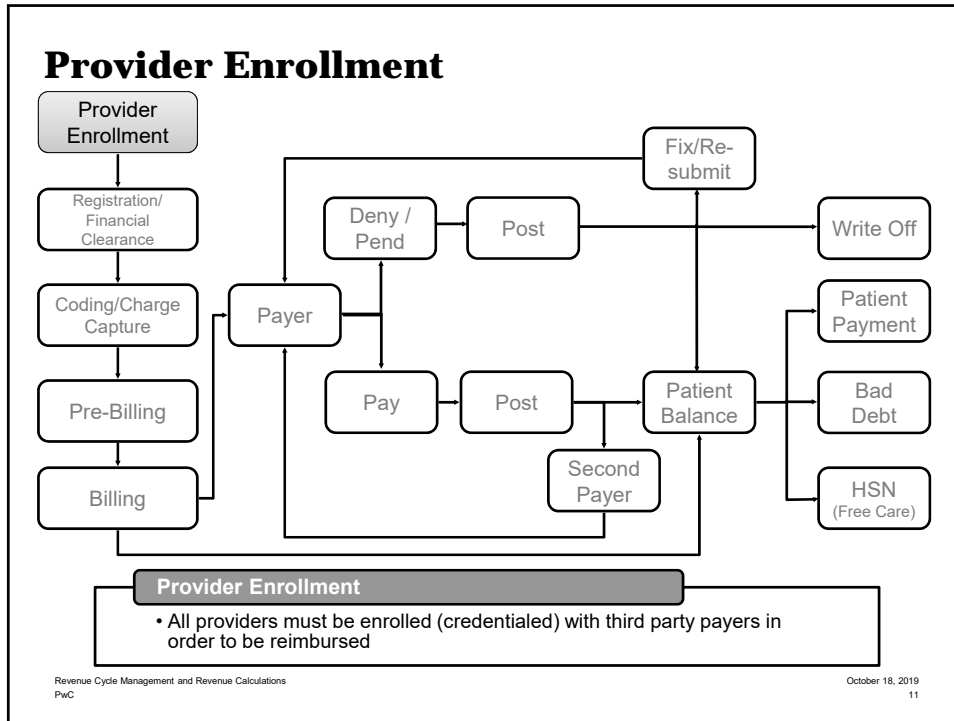 Provider Enrollment
Provider
Enrollment
Registration/
Financial
Clearance
Coding/Charge
Capture
Pre-Billing
Billing
Payer
Deny /
Pend
Post
Pay
Post
Second
Payer
Fix/Re-
submit
Patient
Balance
Write Off
Patient
Payment
Bad
Debt
HSN
(Free Care)
Provider Enrollment
• All providers must be enrolled (credentialed) with third party payers in
order to be reimbursed
Revenue Cycle Management and Revenue Calculations
PwC
October 18, 2019
11